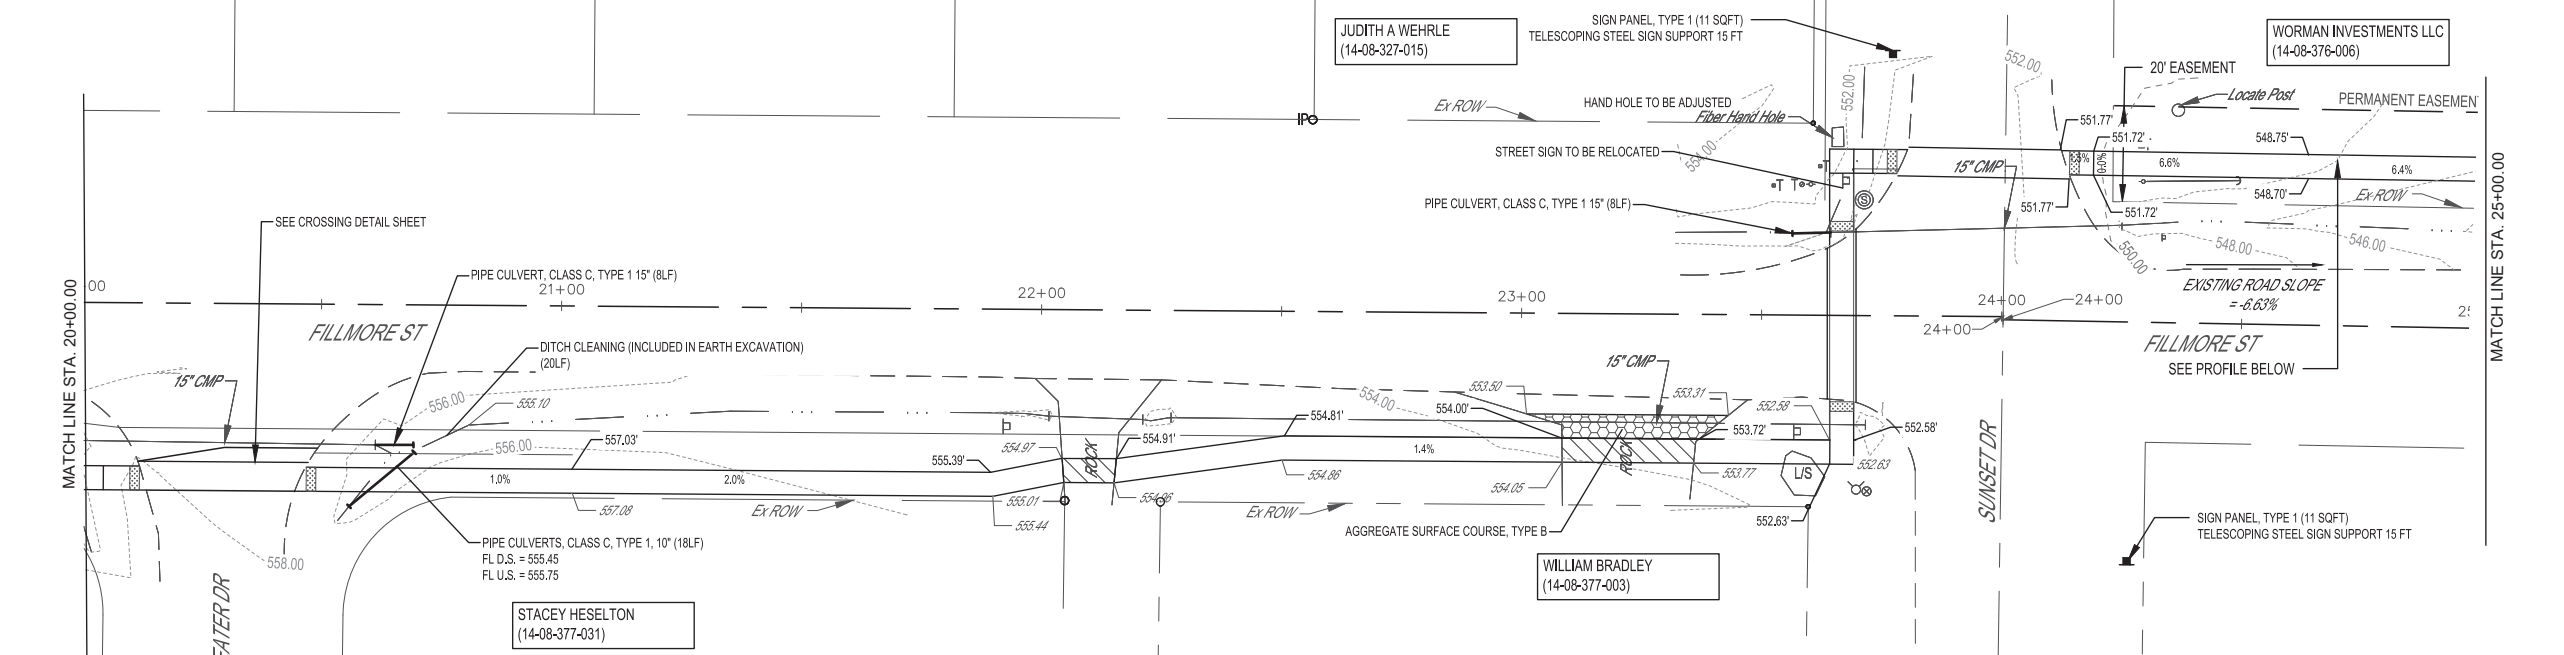 JUDITH A WEHRLE
(14-08-327-015)
SIGN PANEL, TYPE 1 (11 SQFT)
TELESCOPING STEEL SIGN SUPPORT 15 FT
WORMAN INVESTMENTS LLC
(14-08-376-006)
552.00
552.00
20' EASEMENT
Locate Post
PERMANENT EASEMEN
Ex ROW
HAND HOLE TO BE ADJUSTED
Fiber Hand Hole
IPO
554.00
551.77'
551.72'
548.75'
STREET SIGN TO BE RELOCATED
15" CMP
0.0%
6.6%
6.4%
PIPE CULVERT, CLASS C, TYPE 1 15" (8LF)
S
551.77'
551.72'
548.70'
Ex ROW
SEE CROSSING DETAIL SHEET
550.00
548.00
546.00
PIPE CULVERT, CLASS C, TYPE 1 15" (8LF)
EXISTING ROAD SLOPE
= -6.63%
MATCH LINE STA. 20+00.00
00
21+00
22+00
23+00
24+00
24+00
24+00
MATCH LINE STA. 25+00.00
FILLMORE ST
FILLMORE ST
SEE PROFILE BELOW
DITCH CLEANING (INCLUDED IN EARTH EXCAVATION)
(20LF)
15" CMP
15" CMP
556.00
555.10
553.50
554.00
554.00'
553.31
552.58
554.81'
552.58'
556.00
557.03'
554.97
554.91'
ROCK
1.4%
ROCK
553.72'
555.39'
552.63
1.0%
2.0%
554.86
554.05
553.77
L/S
557.08
Ex ROW
555.01
554.96
555.44
Ex ROW
552.63'
SUNSET DR
AGGREGATE SURFACE COURSE, TYPE B
SIGN PANEL, TYPE 1 (11 SQFT)
TELESCOPING STEEL SIGN SUPPORT 15 FT
558.00
PIPE CULVERTS, CLASS C, TYPE 1, 10" (18LF)
FL D.S. = 555.45
FL U.S. = 555.75
WILLIAM BRADLEY
(14-08-377-003)
EATER DR
STACEY HESELTON
(14-08-377-031)